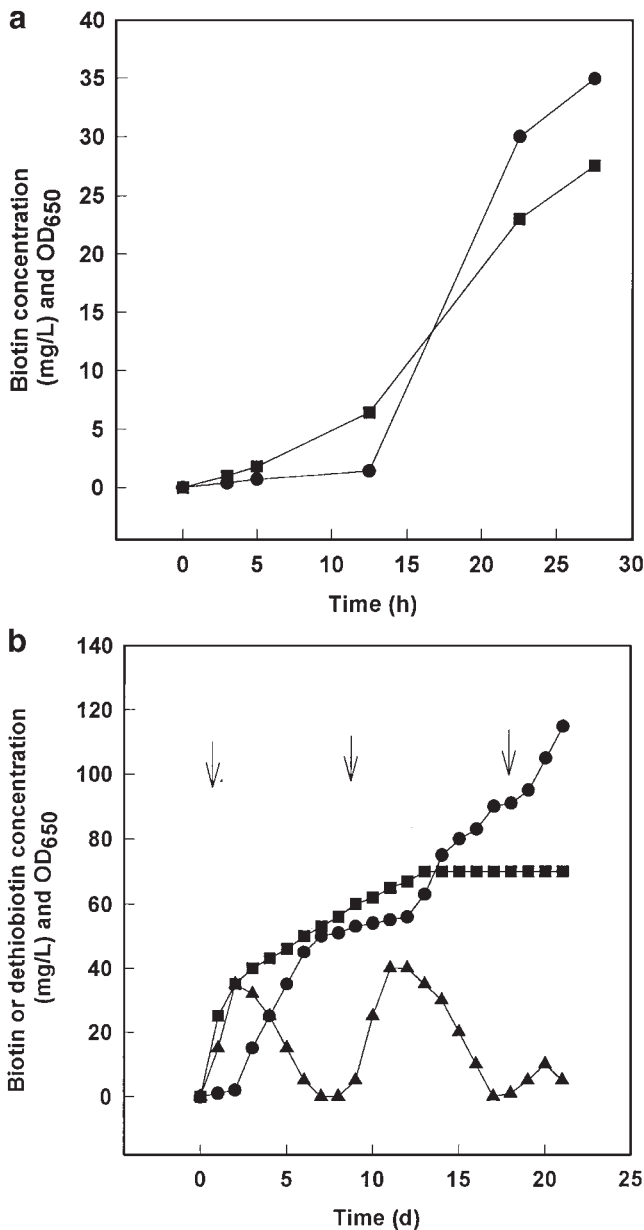 a
Biotin concentration
(mg/L) and OD650
40
35
30
25
20
15
10
5
0
0 5 10 15 20 25 30
Time (h)
b
Biotin or dethiobiotin concentration
(mg/L) and OD650
140
120
100
80
60
40
20
0
0 5 10 15 20 25
Time (d)